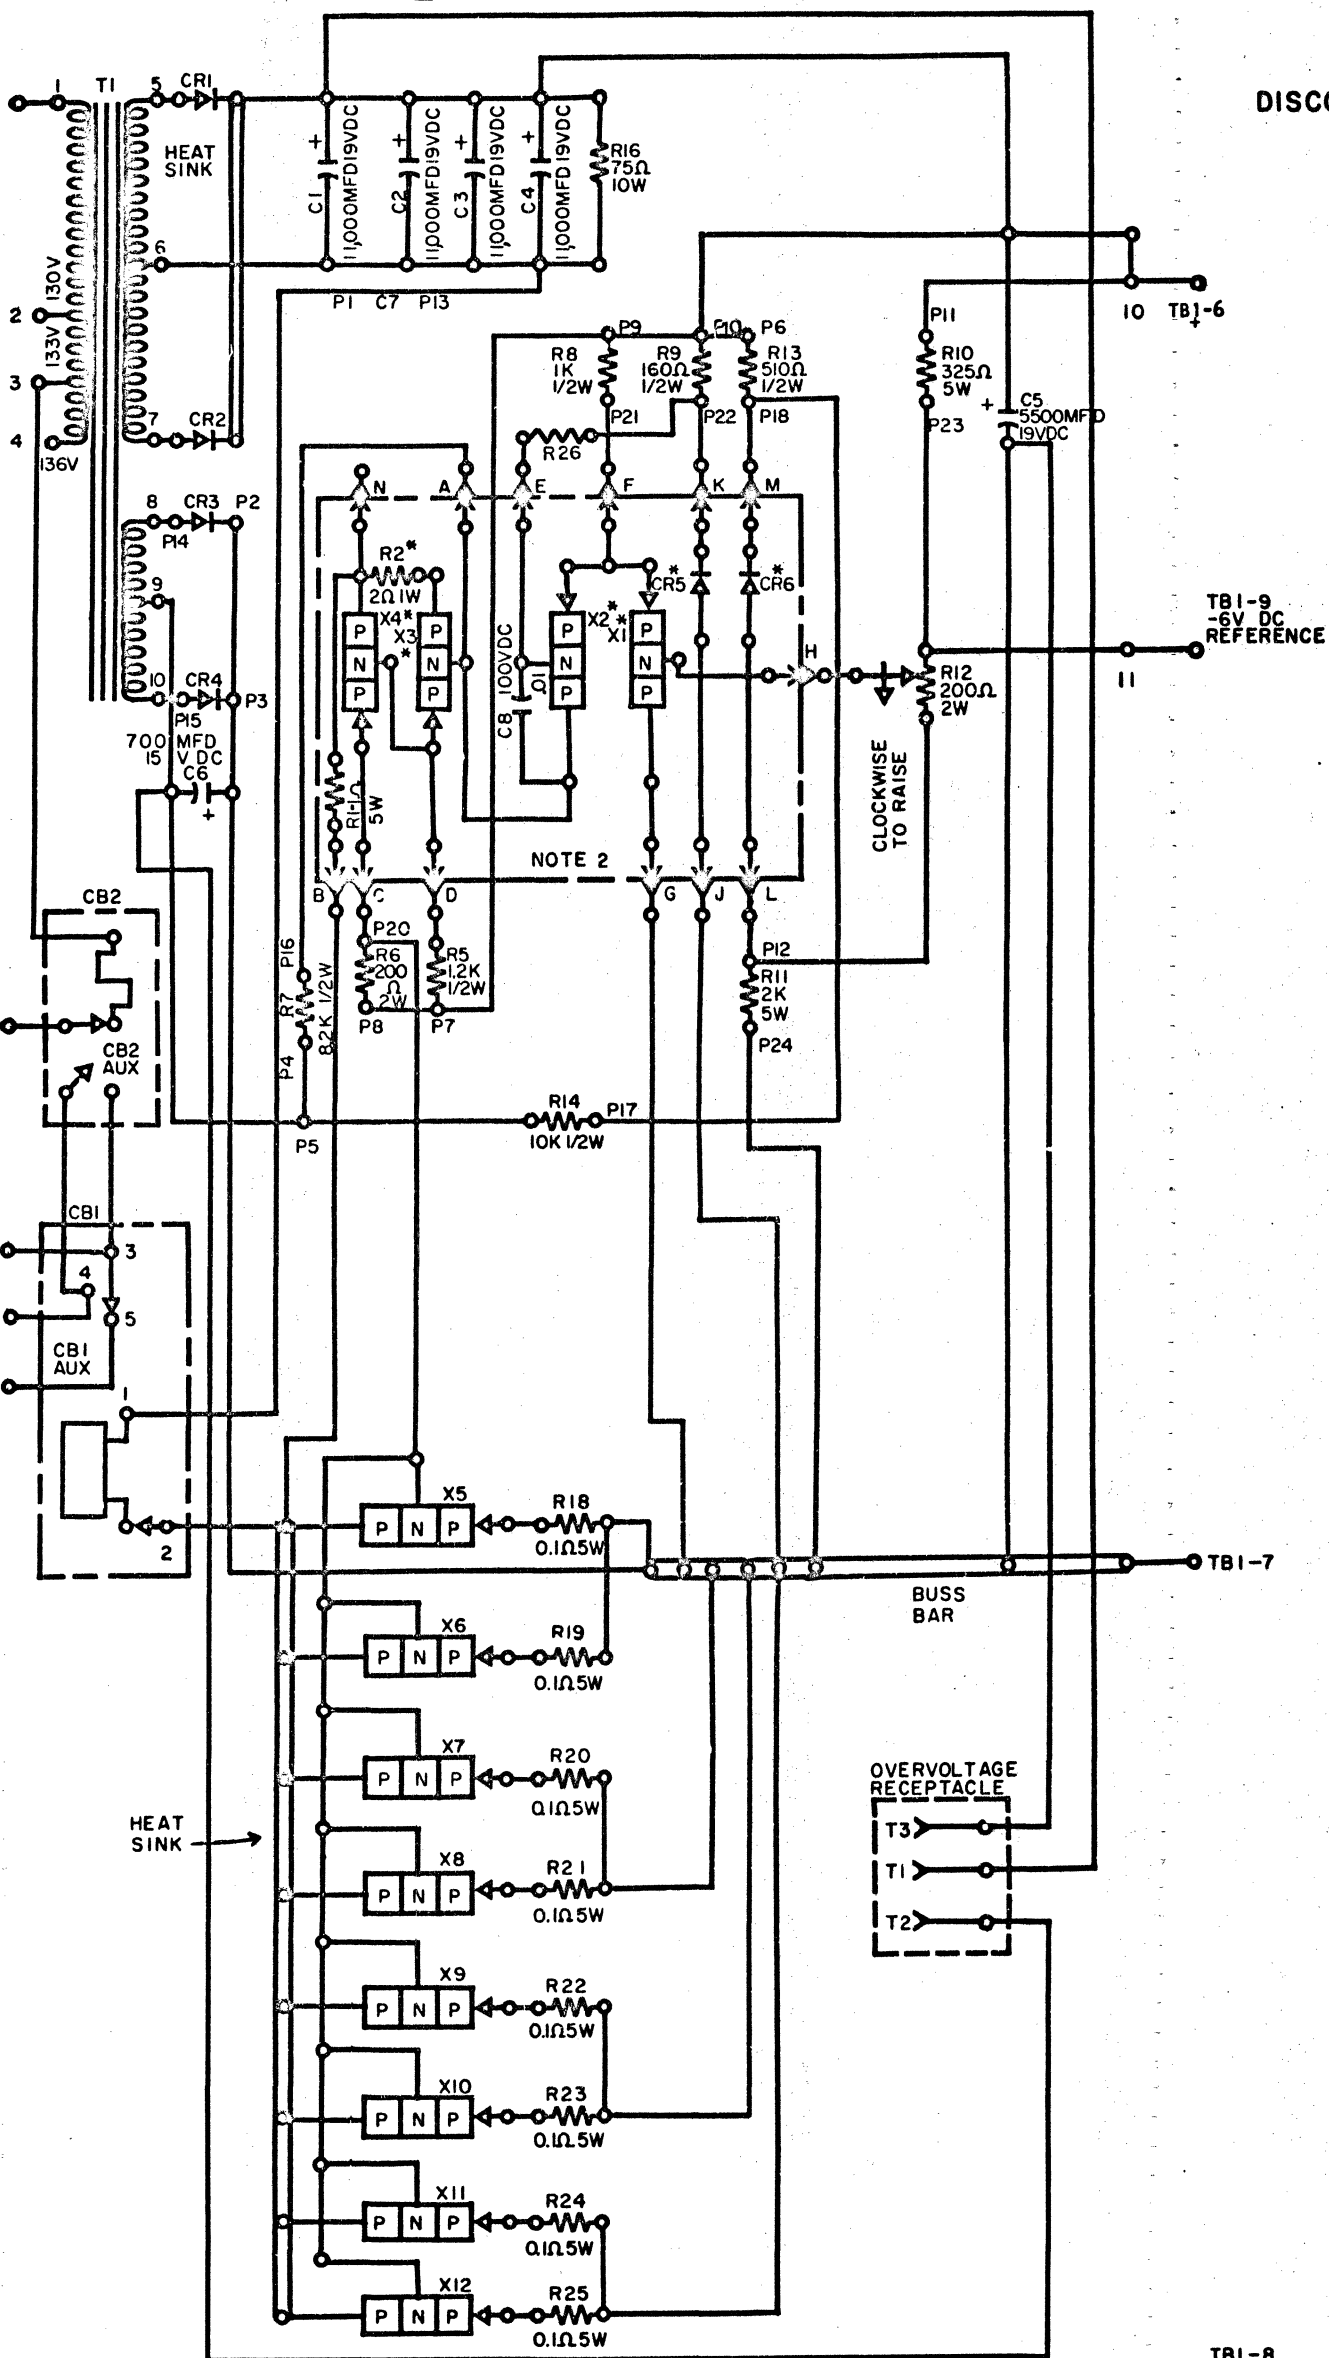 DISCO
1
T1
5
CR1
HEAT
SINK
+
C1
11,000MFD19VDC
+
C2
11,000MFD19VDC
+
C3
11,000MFD19VDC
+
C4
11,000MFD19VDC
R16
75Ω
10W
6
2
130V
133V
3
4
136V
7
CR2
P1 C7 P13
10
TB1-6
+
P9
P10
P6
R8
1K
1/2W
R9
160Ω
1/2W
R13
510Ω
1/2W
P11
R10
325Ω
5W
+
C5
5500MFD
19VDC
P21
P22
P18
P23
R26
8
CR3
P2
P14
N
A
E
F
K
M
9
R2*
2Ω 1W
X4*
X3
*
P
N
P
P
N
P
C8
100VDC
X2*
X1*
P
N
P
P
N
P
CR5
*
CR6
*
H
TB1-9
-6V DC
REFERENCE
11
R12
200Ω
2W
10
CR4
P3
P15
700 MFD
15 V DC
C6
+
R1-1Ω
5W
CLOCKWISE
TO RAISE
NOTE 2
B
C
D
G
J
L
CB2
P16
P20
R6
200
Ω
2W
R5
1.2K
1/2W
P12
R11
2K
5W
R7
8.2K 1/2W
P8
P7
P24
CB2
AUX
P4
P5
R14
10K 1/2W
P17
CB1
3
4
5
CB1
AUX
1
2
X5
P N P
R18
0.1Ω5W
TB1-7
BUSS
BAR
X6
P N P
R19
0.1Ω5W
X7
P N P
R20
0.1Ω5W
OVERVOLTAGE
RECEPTACLE
T3
T1
T2
HEAT
SINK
X8
P N P
R21
0.1Ω5W
X9
P N P
R22
0.1Ω5W
X10
P N P
R23
0.1Ω5W
X11
P N P
R24
0.1Ω5W
X12
P N P
R25
0.1Ω5W
TB1-8